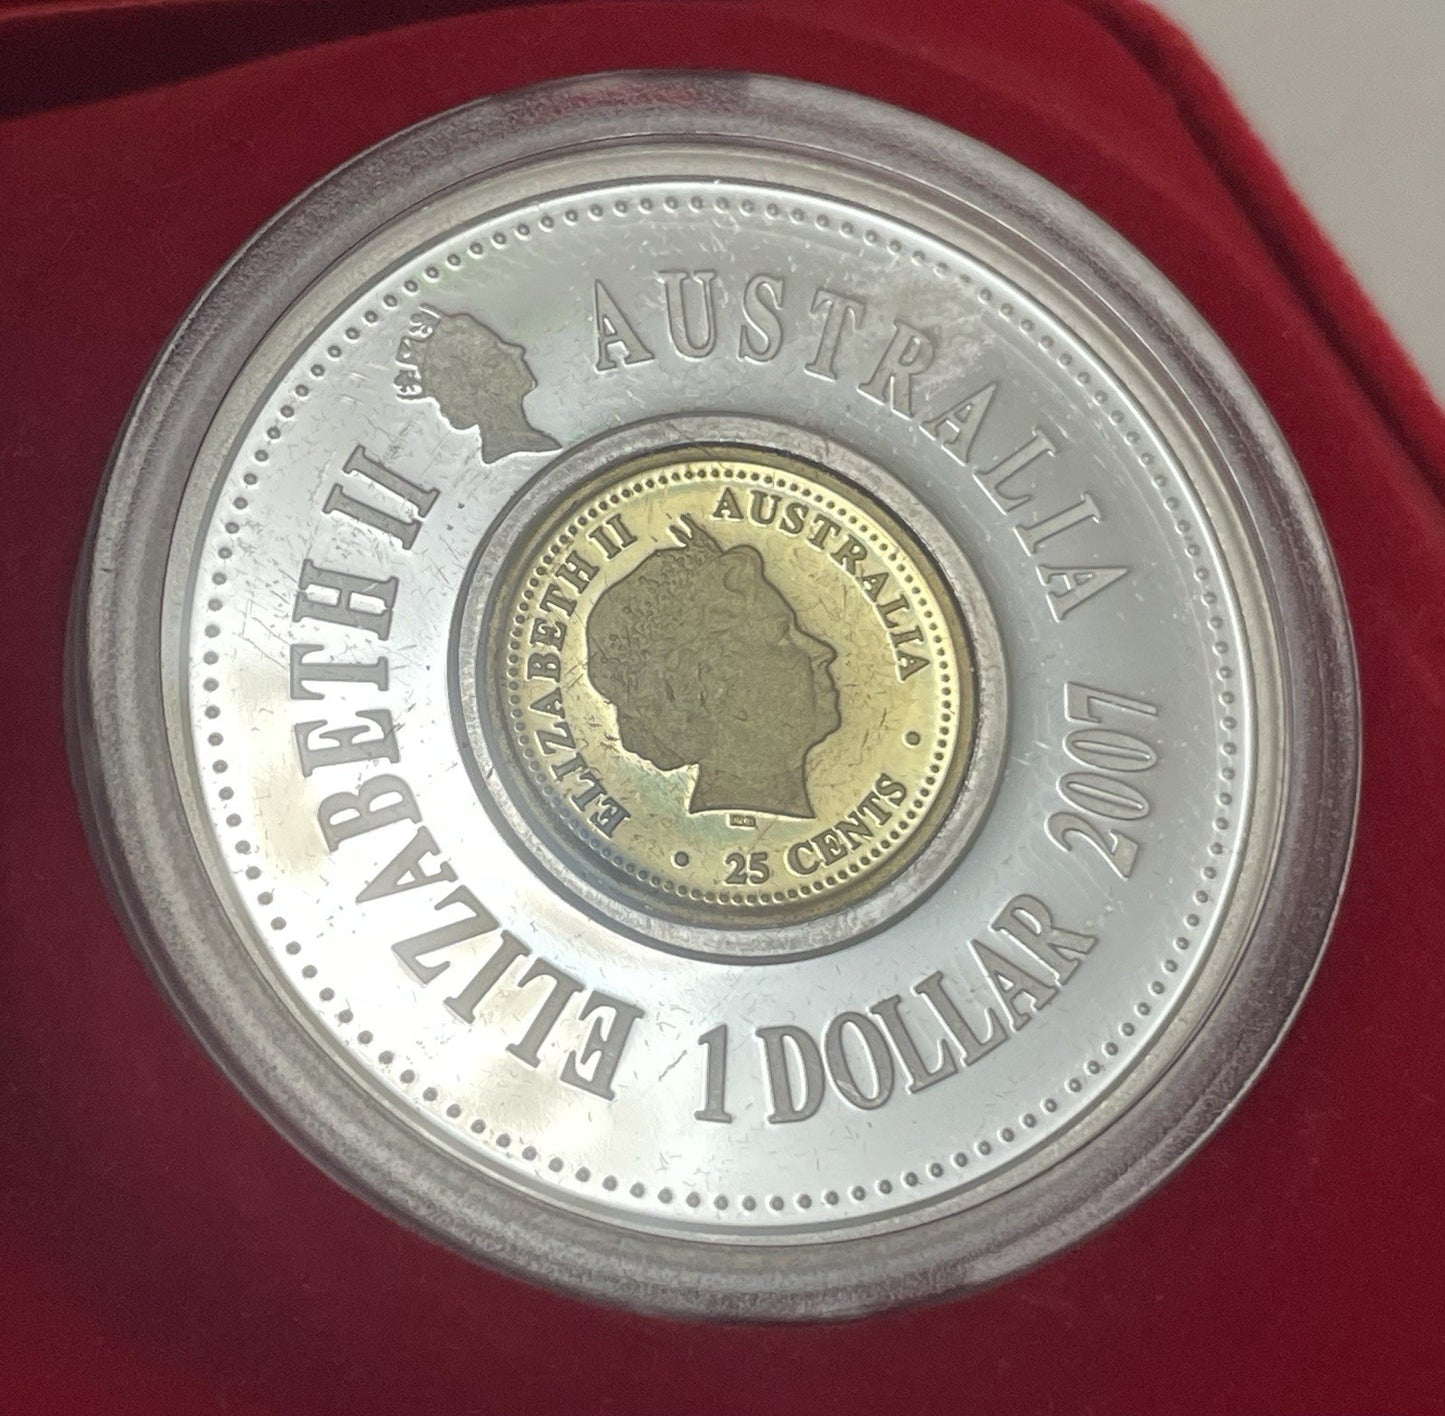 ELIZABETH II AUSTRALIA 2007
1 DOLLAR
ELIZABETH II AUSTRALIA
• 25 CENTS •